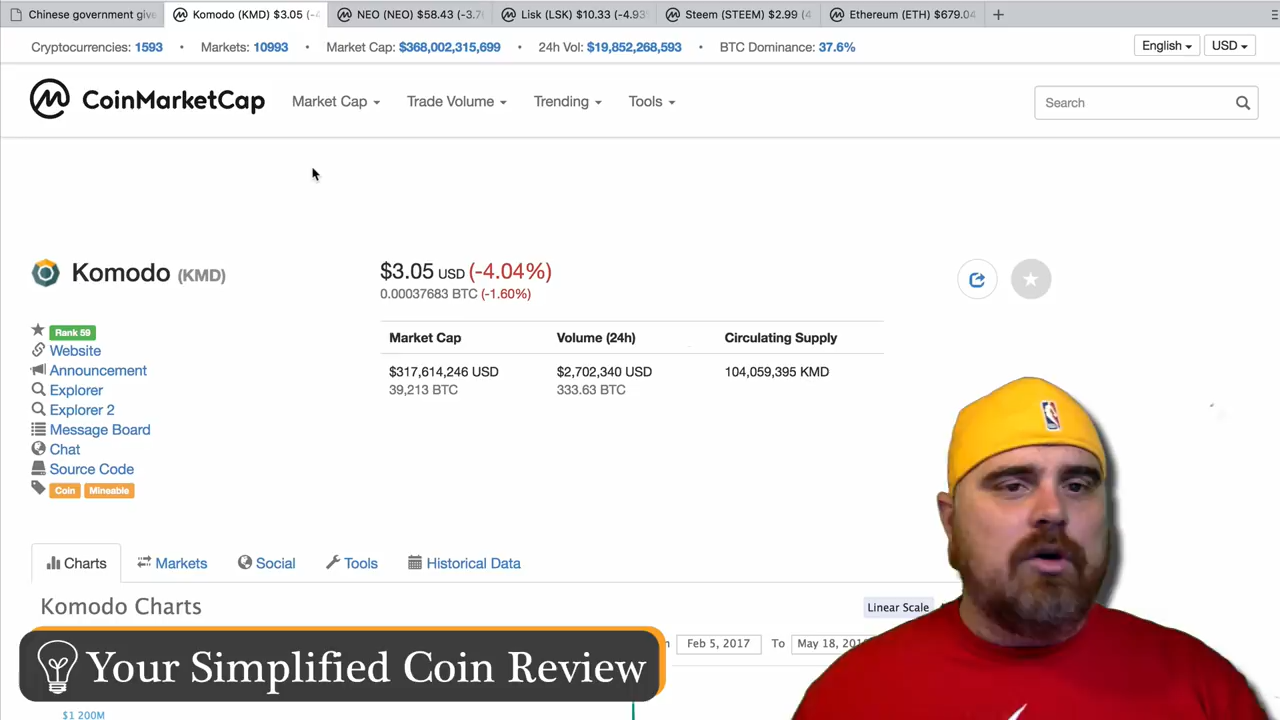 Chinese government give
Komodo (KMD) $3.05 (-4
NEO (NEO) $58.43 (-3.7
Lisk (LSK) $10.33 (-4.93
Steem (STEEM) $2.99 (4
Ethereum (ETH) $679.04
Cryptocurrencies: 1593 • Markets: 10993 • Market Cap: $368,002,315,699 • 24h Vol: $19,852,268,593 • BTC Dominance: 37.6%
English
USD
CoinMarketCap
Market Cap
Trade Volume
Trending
Tools
Search
Komodo (KMD)
$3.05 USD (-4.04%)
0.00037683 BTC (-1.60%)
Rank 59
Website
Announcement
Explorer
Explorer 2
Message Board
Chat
Source Code
Coin Mineable
Market Cap Volume (24h) Circulating Supply
$317,614,246 USD $2,702,340 USD 104,059,395 KMD
39,213 BTC 333.63 BTC
Charts Markets Social Tools Historical Data
Komodo Charts
Linear Scale
Feb 5, 2017 To May 18, 201
Your Simplified Coin Review
$1 200M